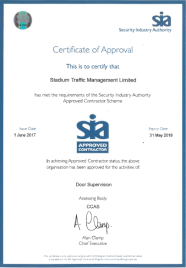 sia
Security Industry Authority
Certificate of Approval
This is to certify that
Stadium Traffic Management Limited
has met the requirements of the Security Industry Authority
Approved Contractor Scheme
Issue Date
1 June 2017
Expiry Date
31 May 2018
sia
APPROVED
CONTRACTOR
In achieving Approved Contractor status, the above
organisation has been approved for the activities of:
Door Supervision
Assessing Body
CCAS
A Clamp.
Alan Clamp
Chief Executive